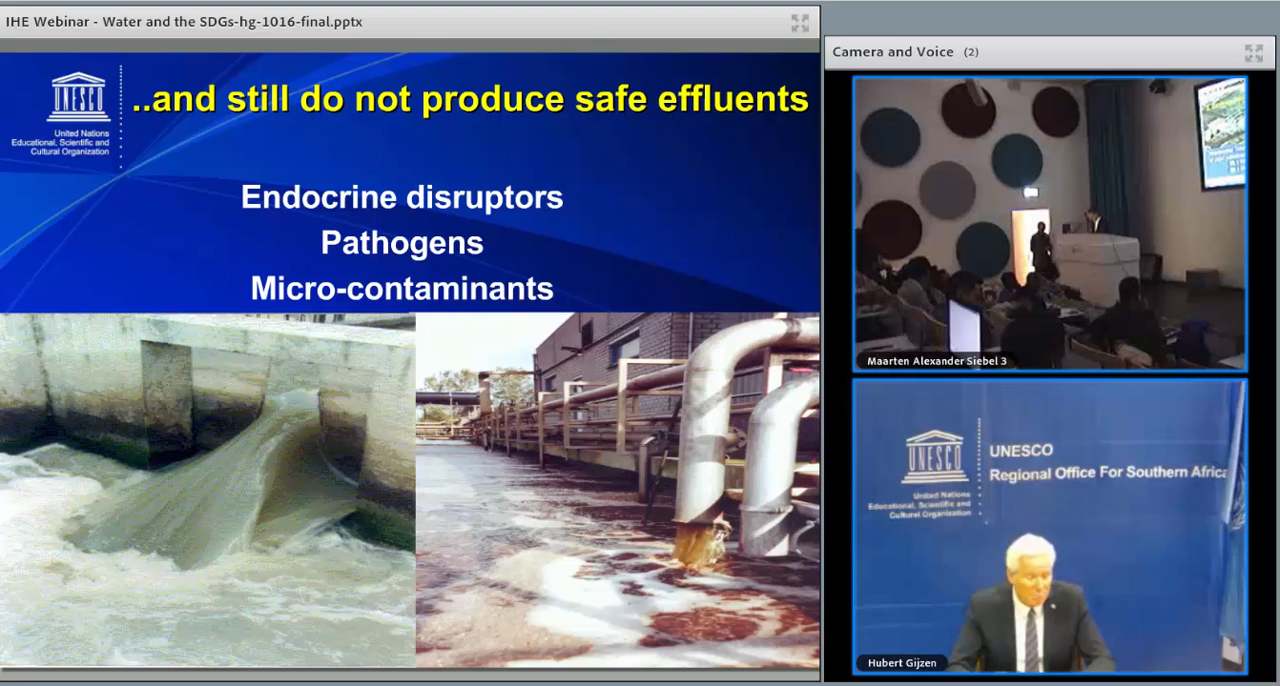 IHE Webinar - Water and the SDGs-hg-1016-final.pptx
UNESCO
United Nations
Educational, Scientific and
Cultural Organization
..and still do not produce safe effluents
Endocrine disruptors
Pathogens
Micro-contaminants
Camera and Voice (2)
Maarten Alexander Siebel 3
UNESCO
United Nations
Educational, Scientific and
Cultural Organization
UNESCO
Regional Office For Southern Africa
Hubert Gijzen